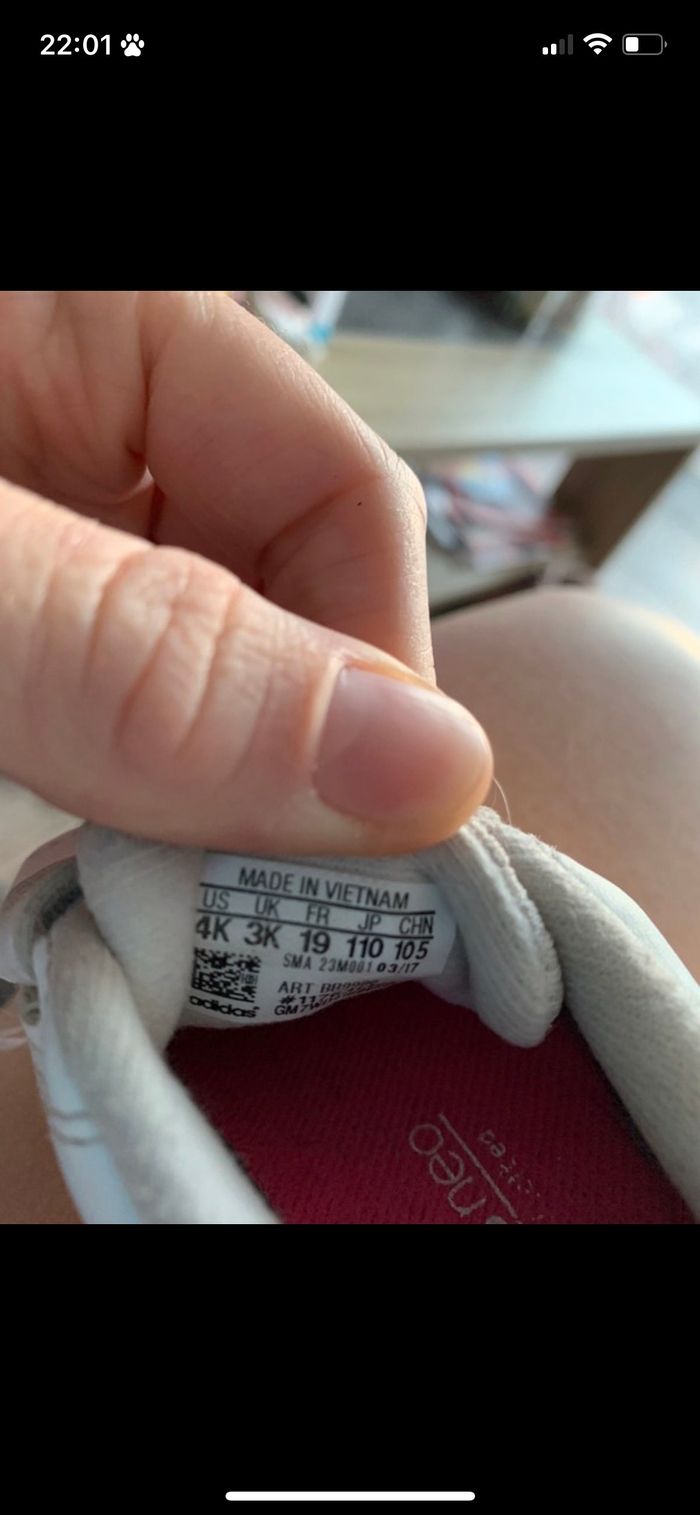 22:01
MADE IN VIETNAM
US UK FR JP CHN
4K 3K 19 110 105
SMA 23M001 03/17
ART
adidas
neo